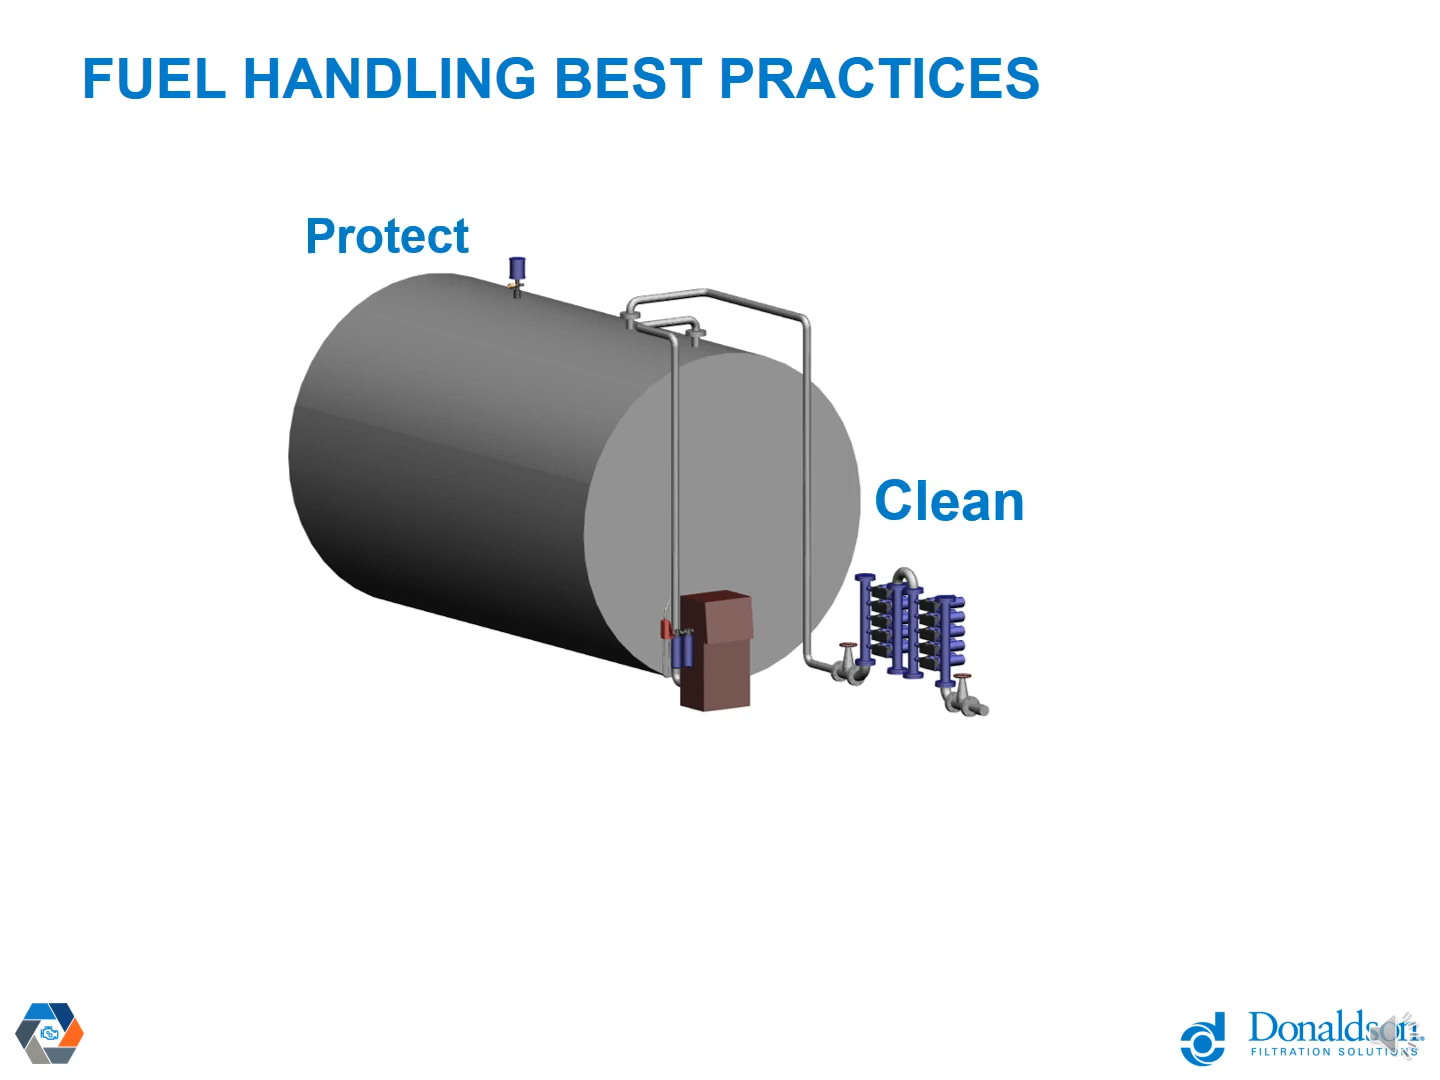 FUEL HANDLING BEST PRACTICES
Protect
Clean
Donaldson.
FILTRATION SOLUTIONS